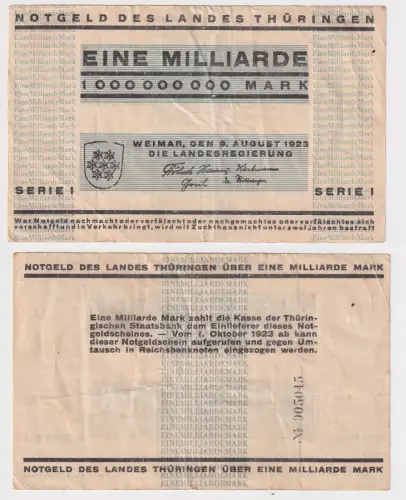 NOTGELD DES LANDES THÜRINGEN
EINE MILLIARDE
1 000 000 000 MARK
WEIMAR, DEN 9. AUGUST 1923
DIE LANDESREGIERUNG
SERIE I
SERIE I
Wer Notgeld nachmacht oder verfälscht oder nachgemachtes oder verfälschtes sich
verschafft und in Verkehr bringt, wird mit Zuchthaus nicht unter zwei Jahren bestraft
NOTGELD DES LANDES THÜRINGEN ÜBER EINE MILLIARDE MARK
Eine Milliarde Mark zahlt die Kasse der Thürin-
gischen Staatsbank dem Einlieferer dieses Not-
geldscheines. — Vom 1. Oktober 1923 ab kann
dieser Notgeldschein aufgerufen und gegen Um-
tausch in Reichsbanknoten eingezogen werden.
№ 005045
EINEMILLIARDEMARK
NOTGELD DES LANDES THÜRINGEN ÜBER EINE MILLIARDE MARK